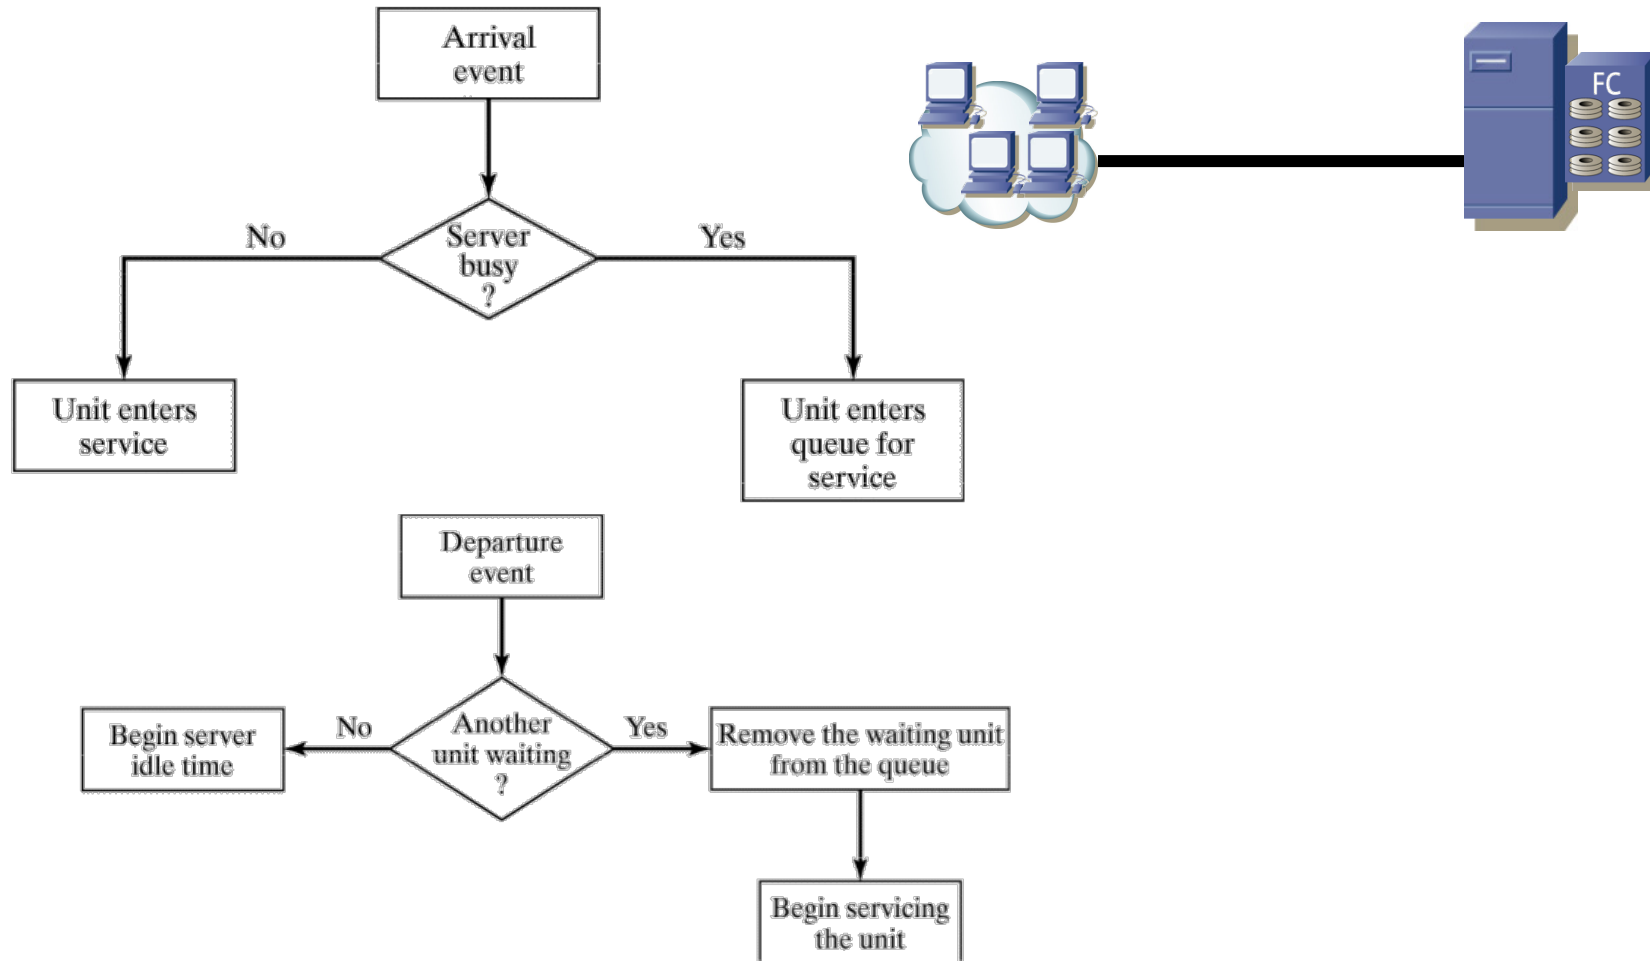 Arrival
event
FC
No
Server
busy
?
Yes
Unit enters
service
Unit enters
queue for
service
Departure
event
No
Another
unit waiting
?
Yes
Begin server
idle time
Remove the waiting unit
from the queue
Begin servicing
the unit